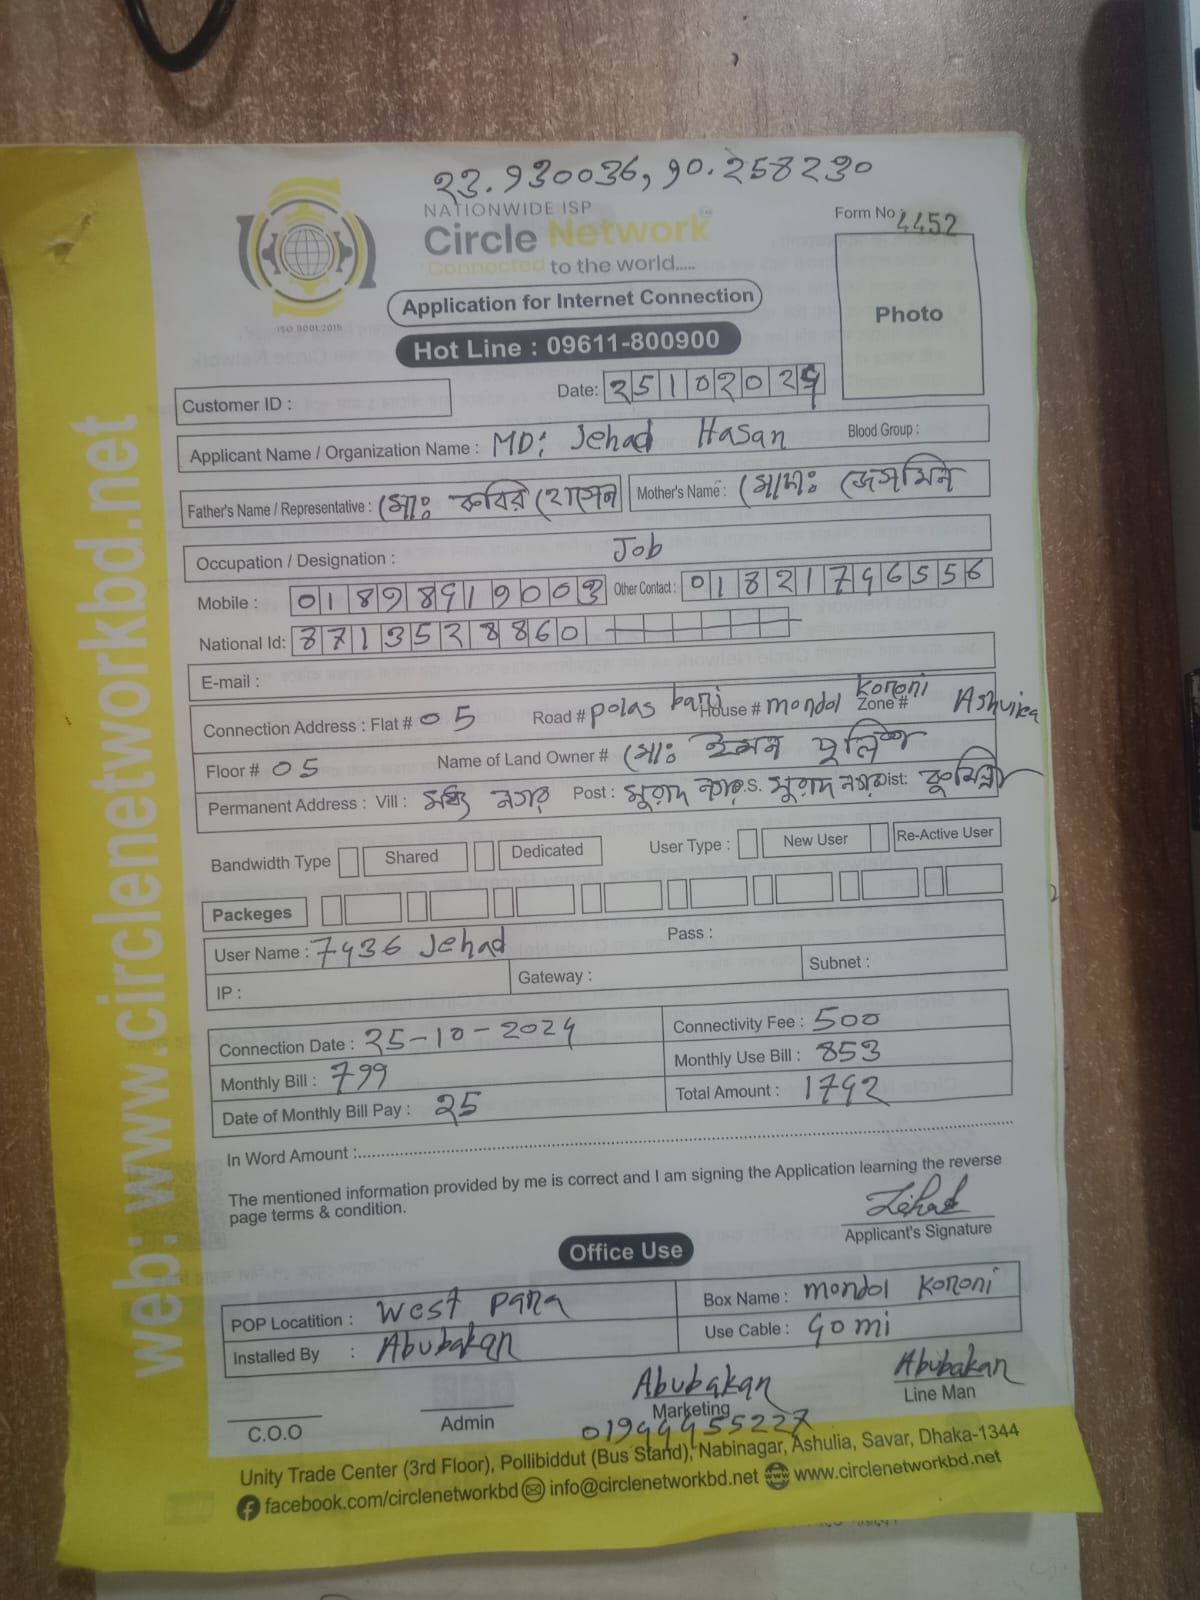 23.930036, 90.258230
NATIONWIDE ISP
Circle Network
Connected to the world.....
Form No 4452
ISO 9001:2015
Application for Internet Connection
Photo
Hot Line : 09611-800900
Customer ID :
Date: 25102024
Applicant Name / Organization Name : MD: Jehad Hasan Blood Group :
Father's Name / Representative : মোঃ কবির হোসেন Mother's Name : মোছাঃ জেসমিন
Occupation / Designation : Job
Mobile : 01898919003 Other Contact : 01821796556
National Id: 3713528860
E-mail :
Connection Address : Flat # 05 Road # polas bari House # mondol koroni Zone # Ashulia
Floor # 05 Name of Land Owner # মোঃ ইমন পুলিশ
Permanent Address : Vill : মধ্য নগর Post : মুরাদ নগর P.S. মুরাদ নগর Dist: কুমিল্লা
Bandwidth Type Shared Dedicated User Type : New User Re-Active User
Packeges
User Name : 7436 Jehad Pass :
IP : Gateway : Subnet :
Connection Date : 25-10-2024 Connectivity Fee : 500
Monthly Bill : 799 Monthly Use Bill : 853
Date of Monthly Bill Pay : 25 Total Amount : 1792
In Word Amount :
The mentioned information provided by me is correct and I am signing the Application learning the reverse
page terms & condition.
Jehad
Applicant's Signature
Office Use
POP Locatition : West para Box Name : mondol Koroni
Installed By : Abubakar Use Cable : 90 mi
Abubakar Abubakar
C.O.O Admin Marketing Line Man
01999955227
Unity Trade Center (3rd Floor), Pollibiddut (Bus Stand), Nabinagar, Ashulia, Savar, Dhaka-1344
facebook.com/circlenetworkbd info@circlenetworkbd.net www.circlenetworkbd.net
web: www.circlenetworkbd.net